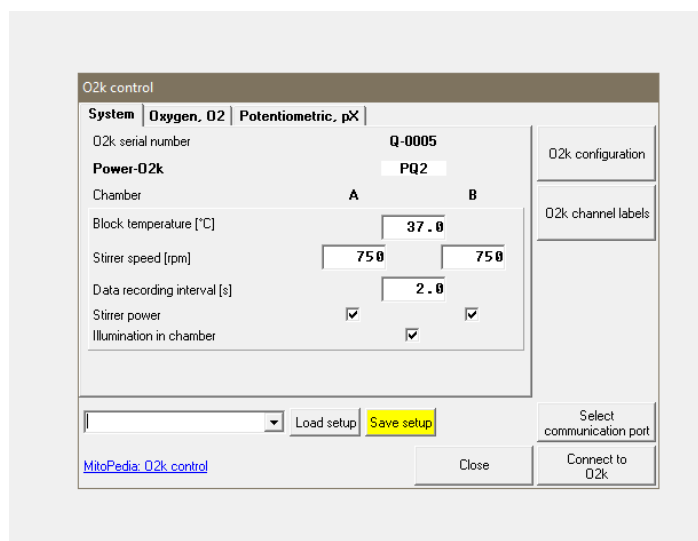 O2k control
System Oxygen, O2 Potentiometric, pX
O2k serial number Q-0005
Power-O2k PQ2
Chamber A B
Block temperature [°C] 37.0
Stirrer speed [rpm] 750 750
Data recording interval [s] 2.0
Stirrer power
Illumination in chamber
O2k configuration
O2k channel labels
Load setup Save setup
Select
communication port
MitoPedia: O2k control
Close
Connect to
O2k